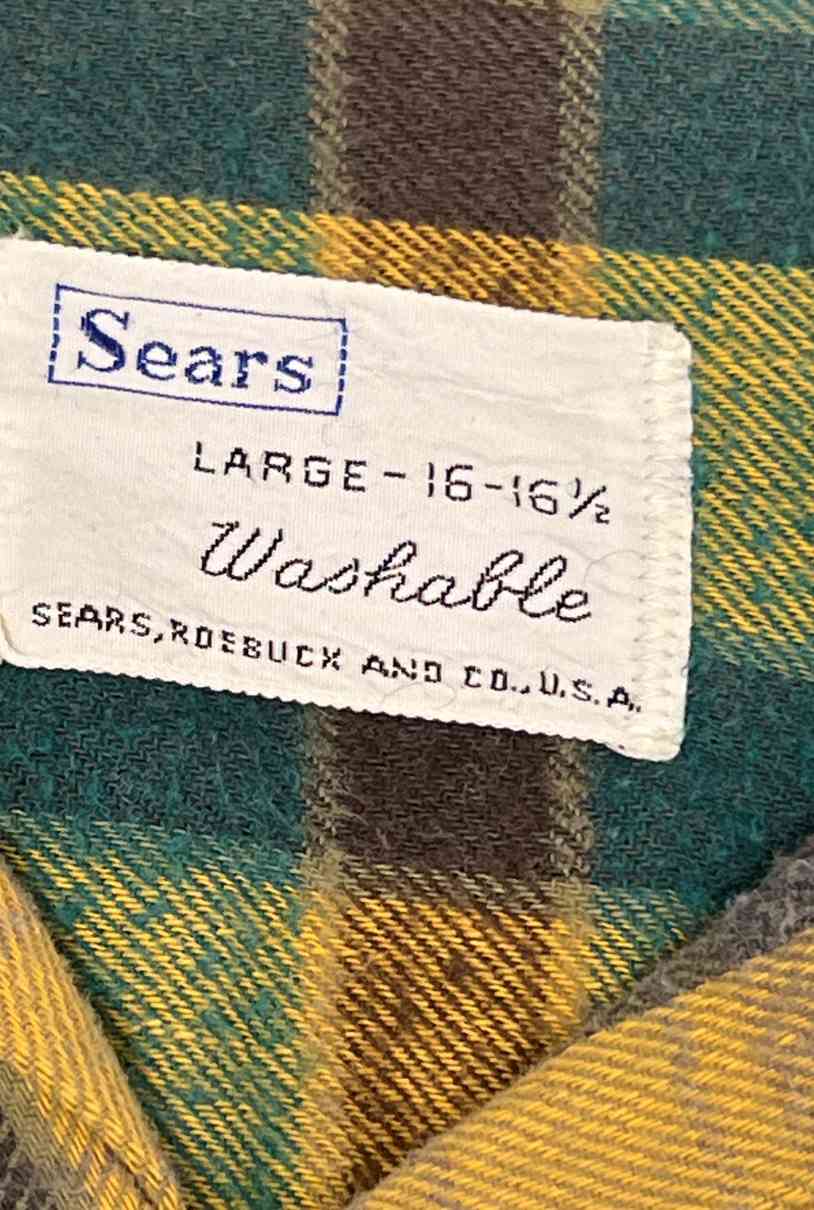 Sears
LARGE-16-16½
Washable
SEARS,ROEBUCK AND CO.,U.S.A.